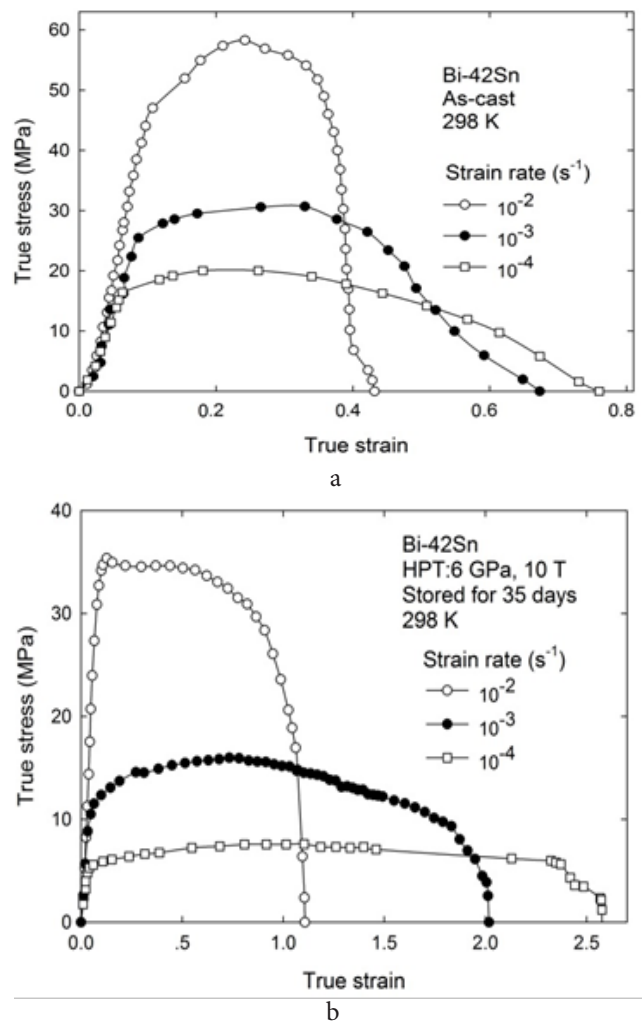 60
50
40
30
20
10
0
True stress (MPa)
Bi-42Sn
As-cast
298 K
Strain rate (s⁻¹)
10⁻²
10⁻³
10⁻⁴
0.0 0.2 0.4 0.6 0.8
True strain
a
40
30
20
10
0
True stress (MPa)
Bi-42Sn
HPT:6 GPa, 10 T
Stored for 35 days
298 K
Strain rate (s⁻¹)
10⁻²
10⁻³
10⁻⁴
0.0 .5 1.0 1.5 2.0 2.5
True strain
b